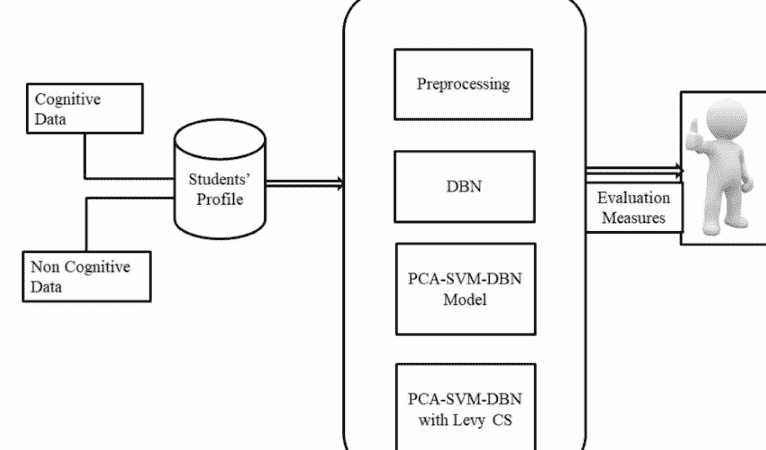 Cognitive
Data
Non Cognitive
Data
Students’
Profile
Preprocessing
DBN
PCA-SVM-DBN
Model
PCA-SVM-DBN
with Levy CS
Evaluation
Measures